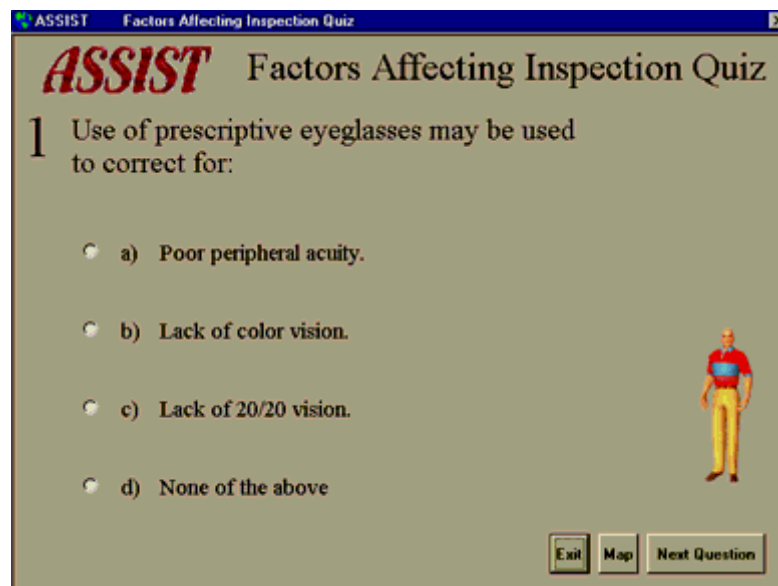 ASSIST Factors Affecting Inspection Quiz
ASSIST Factors Affecting Inspection Quiz
1 Use of prescriptive eyeglasses may be used
to correct for:
a) Poor peripheral acuity.
b) Lack of color vision.
c) Lack of 20/20 vision.
d) None of the above
Exit Map Next Question